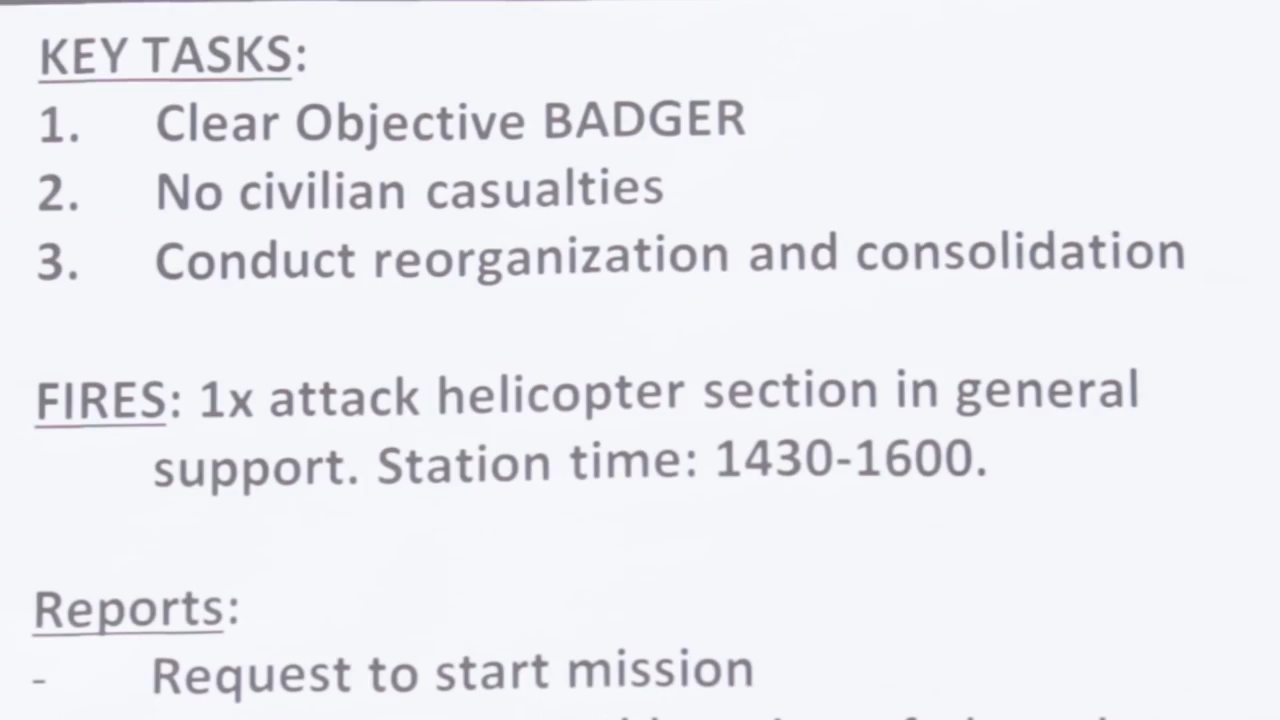 KEY TASKS:
1. Clear Objective BADGER
2. No civilian casualties
3. Conduct reorganization and consolidation
FIRES: 1x attack helicopter section in general
support. Station time: 1430-1600.
Reports:
- Request to start mission